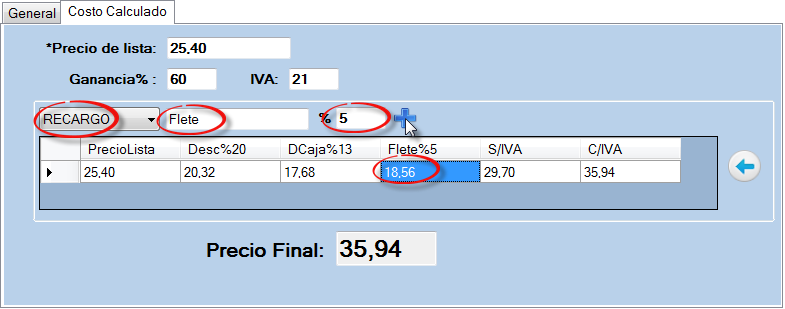 General Costo Calculado
*Precio de lista: 25,40
Ganancia% : 60 IVA: 21
RECARGO Flete % 5
PrecioLista Desc%20 DCaja%13 Flete%5 S/IVA C/IVA
25,40 20,32 17,68 18,56 29,70 35,94
Precio Final: 35,94